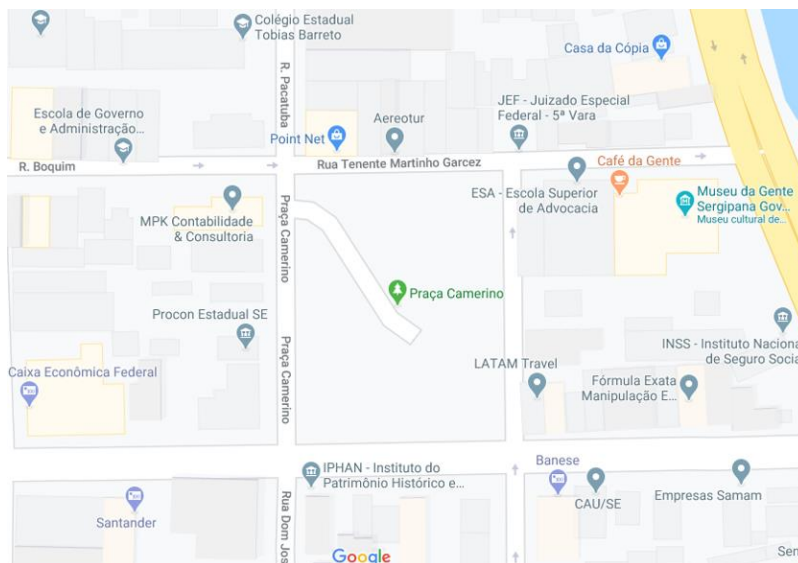 Colégio Estadual
Tobias Barreto
Casa da Cópia
R. Pacatuba
Escola de Governo
e Administração...
Point Net
Aereotur
JEF - Juizado Especial
Federal - 5ª Vara
R. Boquim
Rua Tenente Martinho Garcez
Café da Gente
ESA - Escola Superior
de Advocacia
Museu da Gente
Sergipana Gov...
Museu cultural de...
MPK Contabilidade
& Consultoria
Praça Camerino
Praça Camerino
Procon Estadual SE
Praça Camerino
INSS - Instituto Naciona
de Seguro Socia
LATAM Travel
Caixa Econômica Federal
Fórmula Exata
Manipulação E...
IPHAN - Instituto do
Patrimônio Histórico e...
Banese
CAU/SE
Empresas Samam
Santander
Rua Dom Jos
Google
Sen